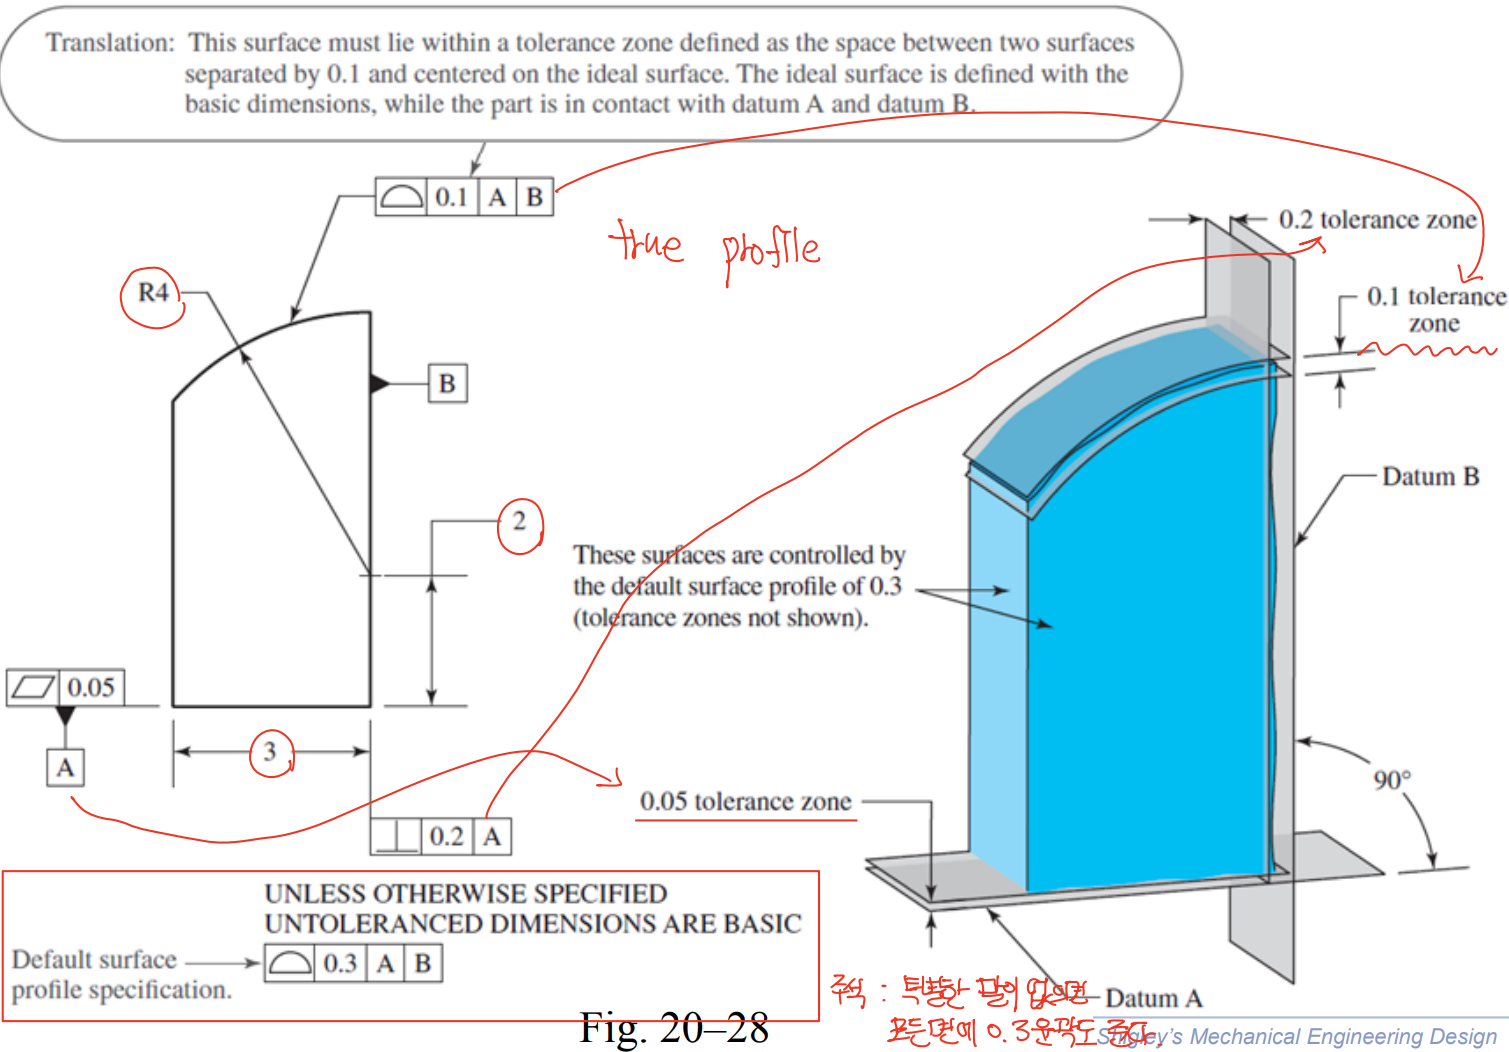 Translation: This surface must lie within a tolerance zone defined as the space between two surfaces
separated by 0.1 and centered on the ideal surface. The ideal surface is defined with the
basic dimensions, while the part is in contact with datum A and datum B.
0.1 A B
true profile
0.2 tolerance zone
R4
0.1 tolerance
zone
B
Datum B
2
These surfaces are controlled by
the default surface profile of 0.3
(tolerance zones not shown).
0.05
A
3
0.05 tolerance zone
90°
0.2 A
UNLESS OTHERWISE SPECIFIED
UNTOLERANCED DIMENSIONS ARE BASIC
Default surface
profile specification.
0.3 A B
Datum A
주석 : 특별한 말이 없으면
모든면에 0.3 윤곽도 준다.
Fig. 20–28
Shigley's Mechanical Engineering Design